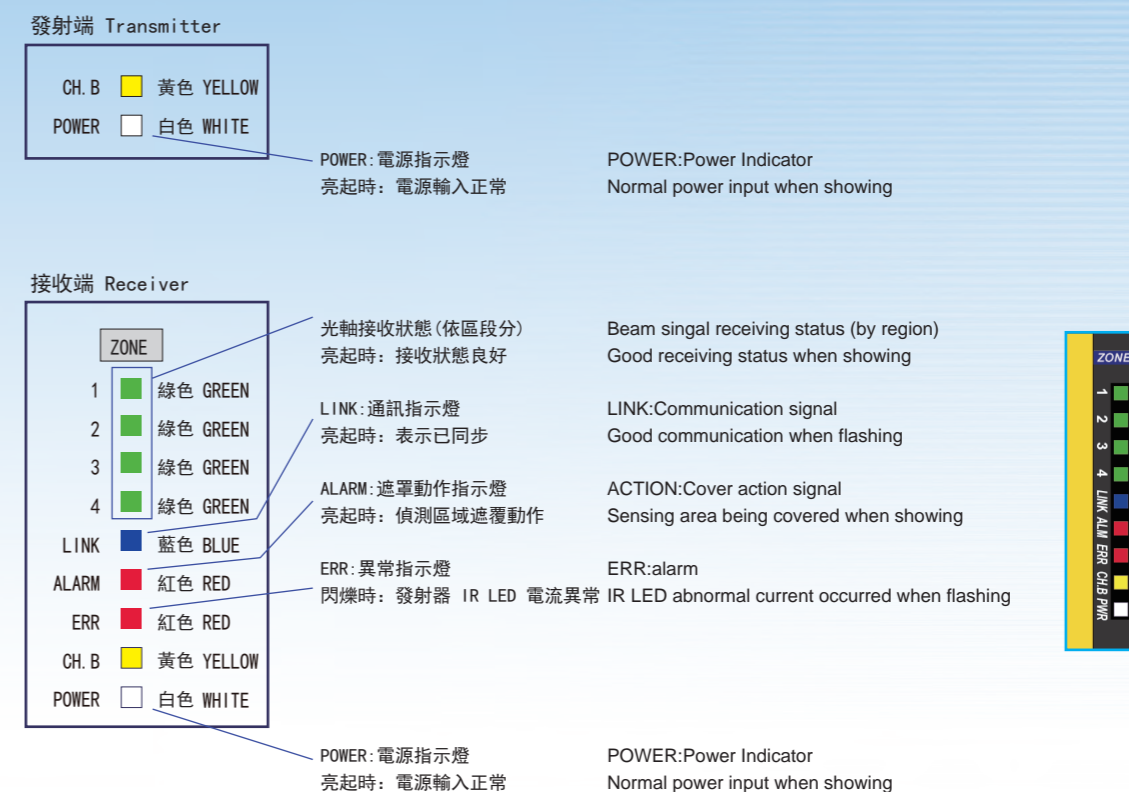 發射端 Transmitter
CH. B 黃色 YELLOW
POWER 白色 WHITE
POWER:電源指示燈 POWER:Power Indicator
亮起時：電源輸入正常 Normal power input when showing
接收端 Receiver
ZONE
1 綠色 GREEN
2 綠色 GREEN
3 綠色 GREEN
4 綠色 GREEN
LINK 藍色 BLUE
ALARM 紅色 RED
ERR 紅色 RED
CH. B 黃色 YELLOW
POWER 白色 WHITE
光軸接收狀態(依區段分) Beam singal receiving status (by region)
亮起時：接收狀態良好 Good receiving status when showing
LINK:通訊指示燈 LINK:Communication signal
亮起時：表示已同步 Good communication when flashing
ALARM:遮罩動作指示燈 ACTION:Cover action signal
亮起時：偵測區域遮覆動作 Sensing area being covered when showing
ERR:異常指示燈 ERR:alarm
閃爍時：發射器 IR LED 電流異常 IR LED abnormal current occurred when flashing
POWER:電源指示燈 POWER:Power Indicator
亮起時：電源輸入正常 Normal power input when showing
ZONE
1 2 3 4 LINK ALM ERR CH.B PWR